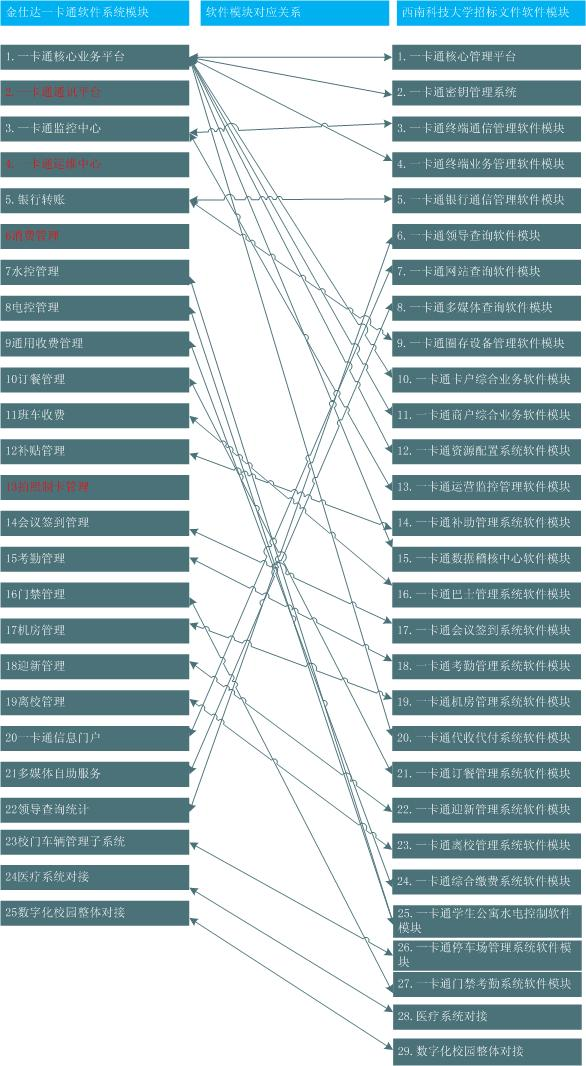 金仕达一卡通软件系统模块
软件模块对应关系
西南科技大学招标文件软件模块
1.一卡通核心业务平台
2.一卡通通讯平台
3.一卡通监控中心
4.一卡通运维中心
5.银行转账
6消费管理
7水控管理
8电控管理
9通用收费管理
10订餐管理
11班车收费
12补贴管理
13拍照制卡管理
14会议签到管理
15考勤管理
16门禁管理
17机房管理
18迎新管理
19离校管理
20一卡通信息门户
21多媒体自助服务
22领导查询统计
23校门车辆管理子系统
24医疗系统对接
25数字化校园整体对接
1.一卡通核心管理平台
2.一卡通密钥管理系统
3.一卡通终端通信管理软件模块
4.一卡通终端业务管理软件模块
5.一卡通银行通信管理软件模块
6.一卡通领导查询软件模块
7.一卡通网站查询软件模块
8.一卡通多媒体查询软件模块
9.一卡通圈存设备管理软件模块
10.一卡通卡户综合业务软件模块
11.一卡通商户综合业务软件模块
12.一卡通资源配置系统软件模块
13.一卡通运营监控管理软件模块
14.一卡通补助管理系统软件模块
15.一卡通数据稽核中心软件模块
16.一卡通巴士管理系统软件模块
17.一卡通会议签到系统软件模块
18.一卡通考勤管理系统软件模块
19.一卡通机房管理系统软件模块
20.一卡通代收代付系统软件模块
21.一卡通订餐管理系统软件模块
22.一卡通迎新管理系统软件模块
23.一卡通离校管理系统软件模块
24.一卡通综合缴费系统软件模块
25.一卡通学生公寓水电控制软件
模块
26.一卡通停车场管理系统软件模
块
27.一卡通门禁考勤系统软件模块
28.医疗系统对接
29.数字化校园整体对接